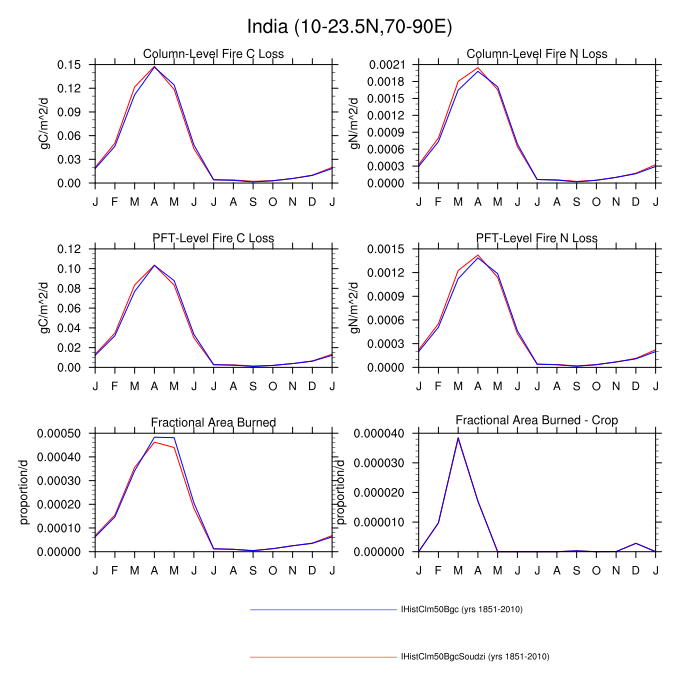 India (10-23.5N,70-90E)
Column-Level Fire C Loss
gC/m^2/d
0.15
0.12
0.09
0.06
0.03
0.00
J F M A M J J A S O N D J
Column-Level Fire N Loss
gN/m^2/d
0.0021
0.0018
0.0015
0.0012
0.0009
0.0006
0.0003
0.0000
J F M A M J J A S O N D J
PFT-Level Fire C Loss
gC/m^2/d
0.12
0.10
0.08
0.06
0.04
0.02
0.00
J F M A M J J A S O N D J
PFT-Level Fire N Loss
gN/m^2/d
0.0015
0.0012
0.0009
0.0006
0.0003
0.0000
J F M A M J J A S O N D J
Fractional Area Burned
proportion/d
0.00050
0.00040
0.00030
0.00020
0.00010
0.00000
J F M A M J J A S O N D J
Fractional Area Burned - Crop
proportion/d
0.000040
0.000030
0.000020
0.000010
0.000000
J F M A M J J A S O N D J
IHistClm50Bgc (yrs 1851-2010)
IHistClm50BgcSoudzi (yrs 1851-2010)